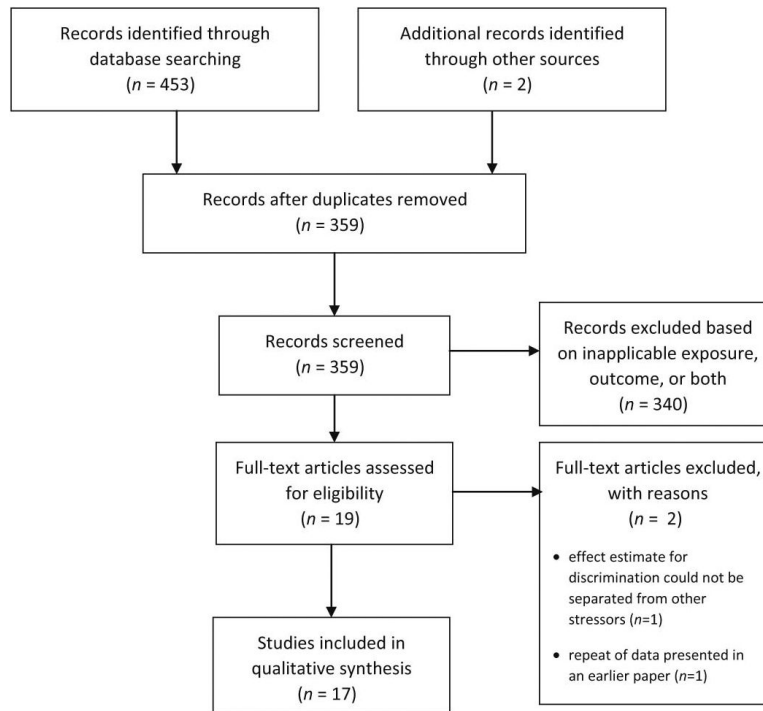 Records identified through
database searching
(n = 453)
Additional records identified
through other sources
(n = 2)
Records after duplicates removed
(n = 359)
Records screened
(n = 359)
Records excluded based
on inapplicable exposure,
outcome, or both
(n = 340)
Full-text articles assessed
for eligibility
(n = 19)
Full-text articles excluded,
with reasons
(n = 2)
• effect estimate for
discrimination could not be
separated from other
stressors (n=1)
• repeat of data presented in
an earlier paper (n=1)
Studies included in
qualitative synthesis
(n = 17)